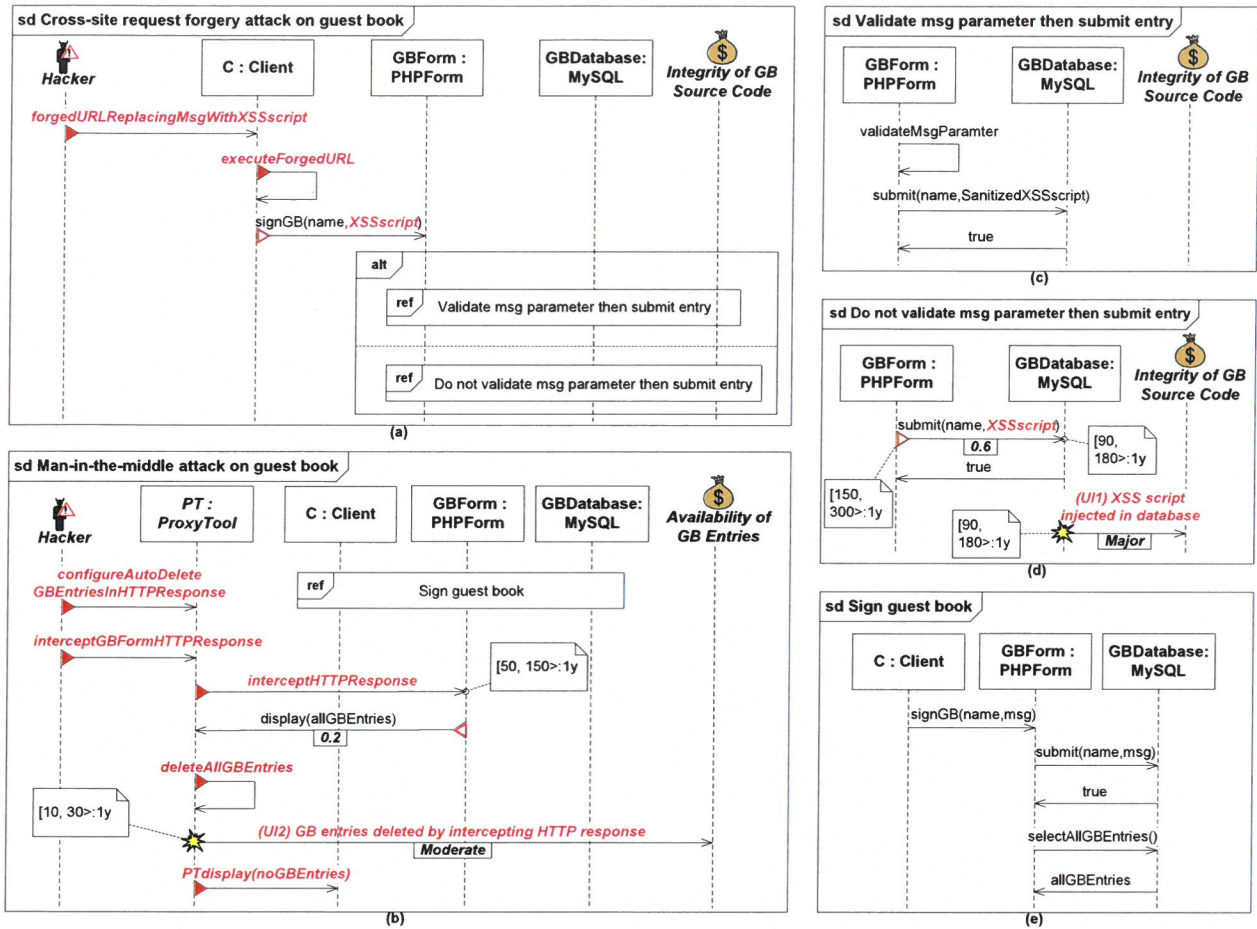 sd Cross-site request forgery attack on guest book
Hacker
C : Client
GBForm :
PHPForm
GBDatabase:
MySQL
$
Integrity of GB
Source Code
forgedURLReplacingMsgWithXSSscript
executeForgedURL
signGB(name,XSSscript)
alt
ref
Validate msg parameter then submit entry
ref
Do not validate msg parameter then submit entry
(a)
sd Man-in-the-middle attack on guest book
Hacker
PT :
ProxyTool
C : Client
GBForm :
PHPForm
GBDatabase:
MySQL
$
Availability of
GB Entries
configureAutoDelete
GBEntriesInHTTPResponse
ref
Sign guest book
interceptGBFormHTTPResponse
[50, 150>:1y
interceptHTTPResponse
display(allGBEntries)
0.2
deleteAllGBEntries
[10, 30>:1y
(UI2) GB entries deleted by intercepting HTTP response
Moderate
PTdisplay(noGBEntries)
(b)
sd Validate msg parameter then submit entry
GBForm :
PHPForm
GBDatabase:
MySQL
$
Integrity of GB
Source Code
validateMsgParamter
submit(name,SanitizedXSSscript)
true
(c)
sd Do not validate msg parameter then submit entry
GBForm :
PHPForm
GBDatabase:
MySQL
$
Integrity of GB
Source Code
submit(name,XSSscript)
0.6
[90,
180>:1y
true
[150,
300>:1y
(UI1) XSS script
injected in database
[90,
180>:1y
Major
(d)
sd Sign guest book
C : Client
GBForm :
PHPForm
GBDatabase:
MySQL
signGB(name,msg)
submit(name,msg)
true
selectAllGBEntries()
allGBEntries
(e)